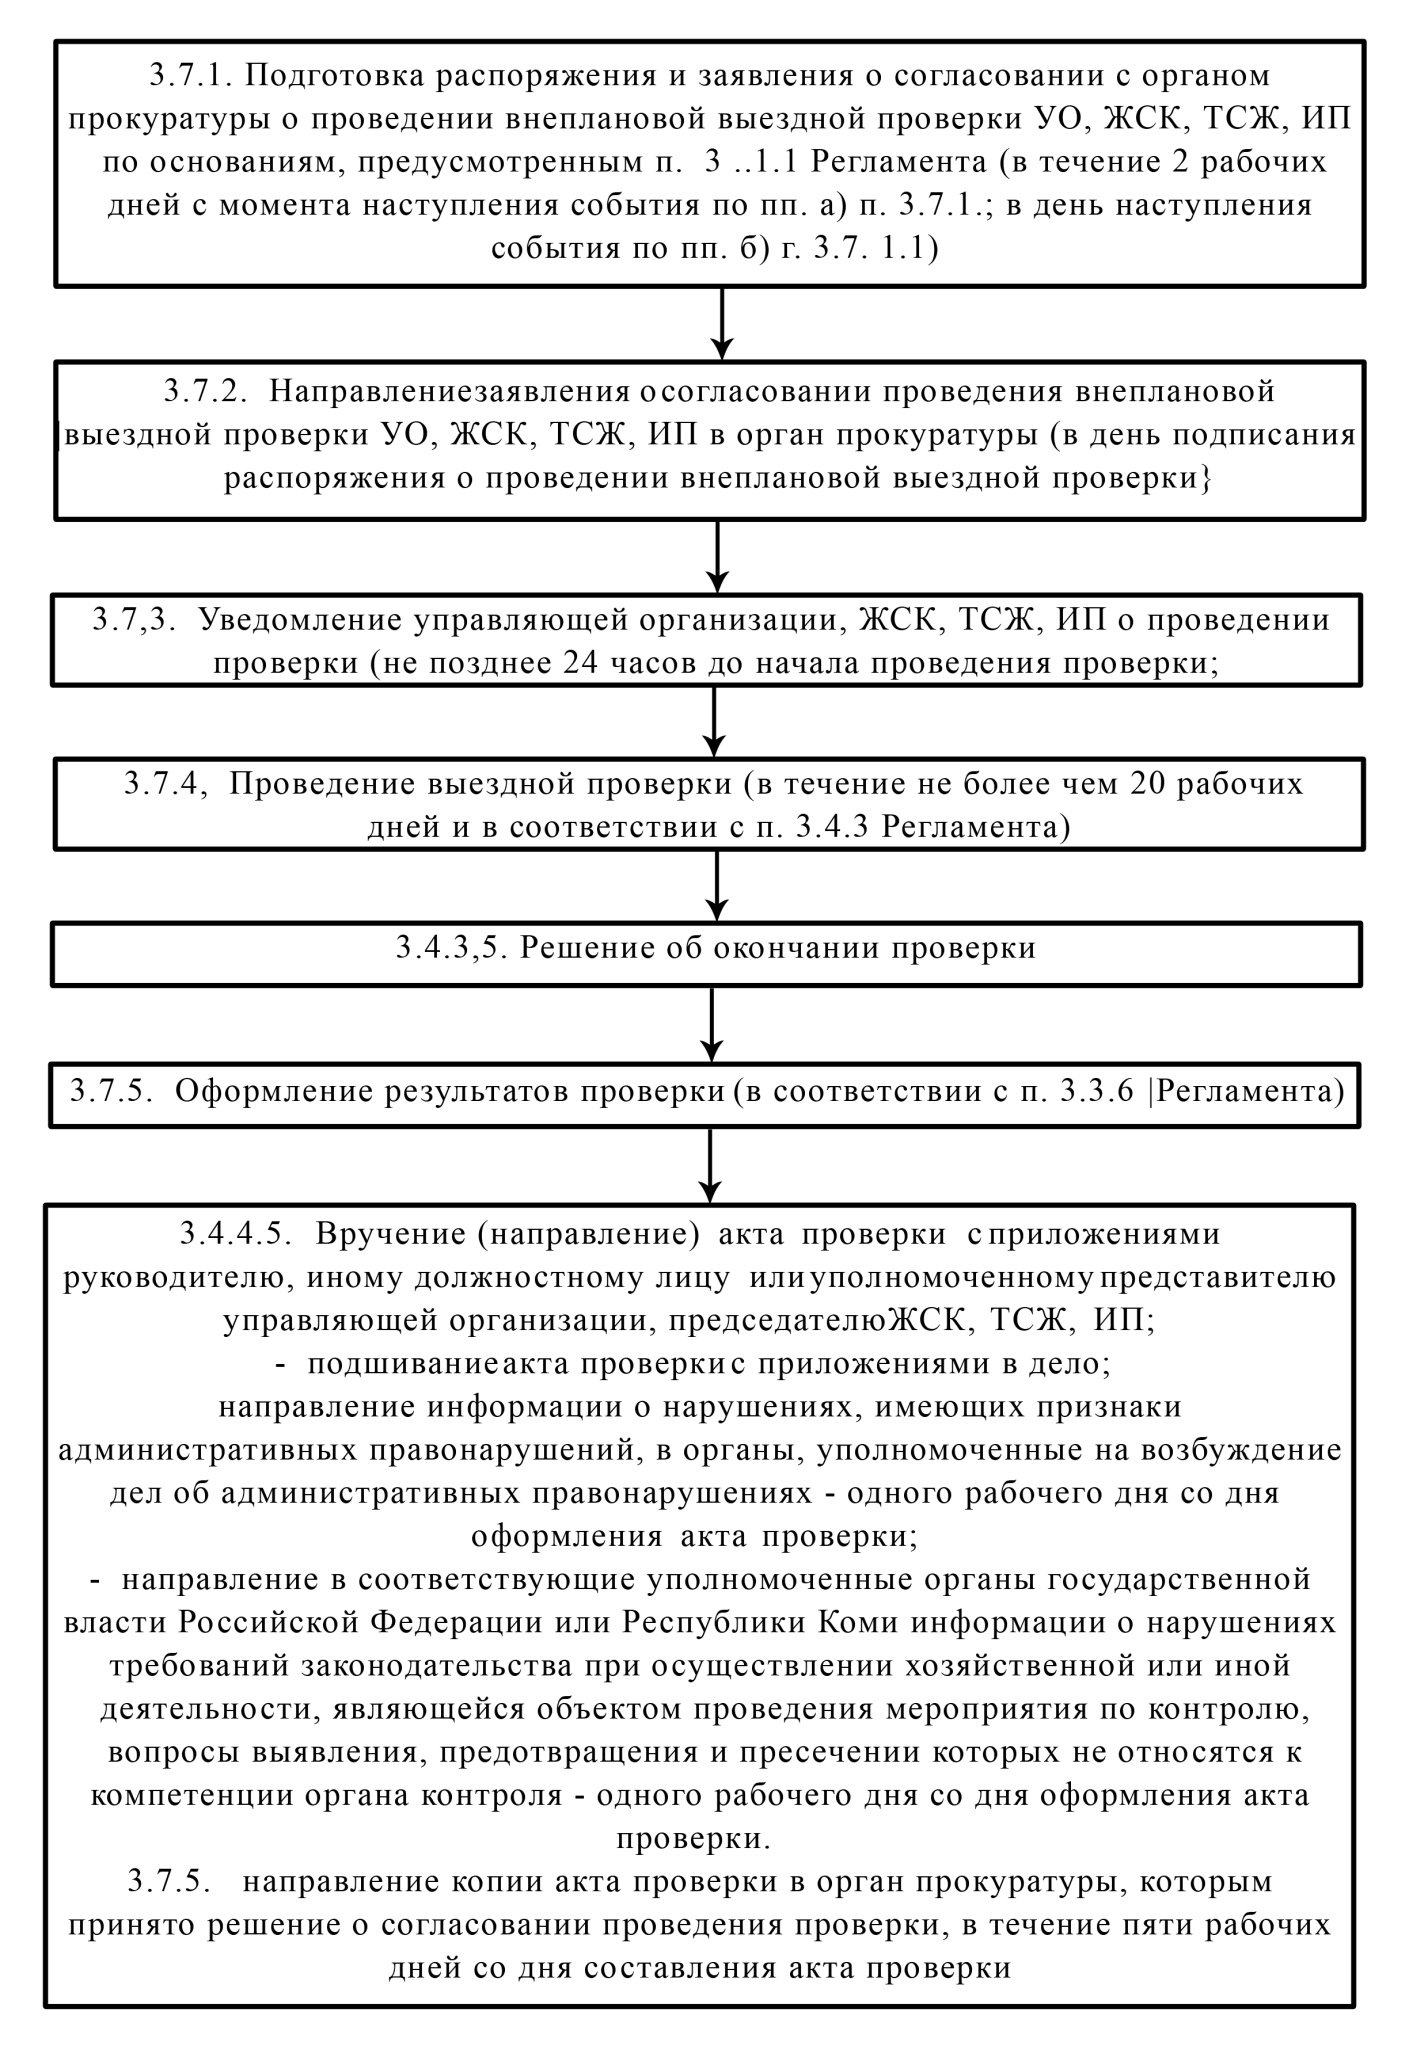 3.7.1. Подготовка распоряжения и заявления о согласовании с органом
прокуратуры о проведении внеплановой выездной проверки УО, ЖСК, ТСЖ, ИП
по основаниям, предусмотренным п. 3 ..1.1 Регламента (в течение 2 рабочих
дней с момента наступления события по пп. а) п. 3.7.1.; в день наступления
события по пп. б) г. 3.7. 1.1)
3.7.2. Направлениезаявления осогласовании проведения внеплановой
|выездной проверки УО, ЖСК, ТСЖ, ИП в орган прокуратуры (в день подписания
распоряжения о проведении внеплановой выездной проверки}
3.7,3. Уведомление управляющей организации, ЖСК, ТСЖ, ИП о проведении
проверки (не позднее 24 часов до начала проведения проверки;
3.7.4, Проведение выездной проверки (в течение не более чем 20 рабочих
дней и в соответствии с п. 3.4.3 Регламента)
3.4.3,5. Решение об окончании проверки
3.7.5. Оформление результатов проверки (в соответствии с п. 3.3.6 |Регламента)
3.4.4.5. Вручение (направление) акта проверки с приложениями
руководителю, иному должностному лицу илиуполномоченному представителю
управляющей организации, председателюЖСК, ТСЖ, ИП;
- подшивание акта проверки с приложениями в дело;
направление информации о нарушениях, имеющих признаки
административных правонарушений, в органы, уполномоченные на возбуждение
дел об административных правонарушениях - одного рабочего дня со дня
оформления акта проверки;
- направление в соответствующие уполномоченные органы государственной
власти Российской Федерации или Республики Коми информации о нарушениях
требований законодательства при осуществлении хозяйственной или иной
деятельности, являющейся объектом проведения мероприятия по контролю,
вопросы выявления, предотвращения и пресечении которых не относятся к
компетенции органа контроля - одного рабочего дня со дня оформления акта
проверки.
3.7.5. направление копии акта проверки в орган прокуратуры, которым
принято решение о согласовании проведения проверки, в течение пяти рабочих
дней со дня составления акта проверки